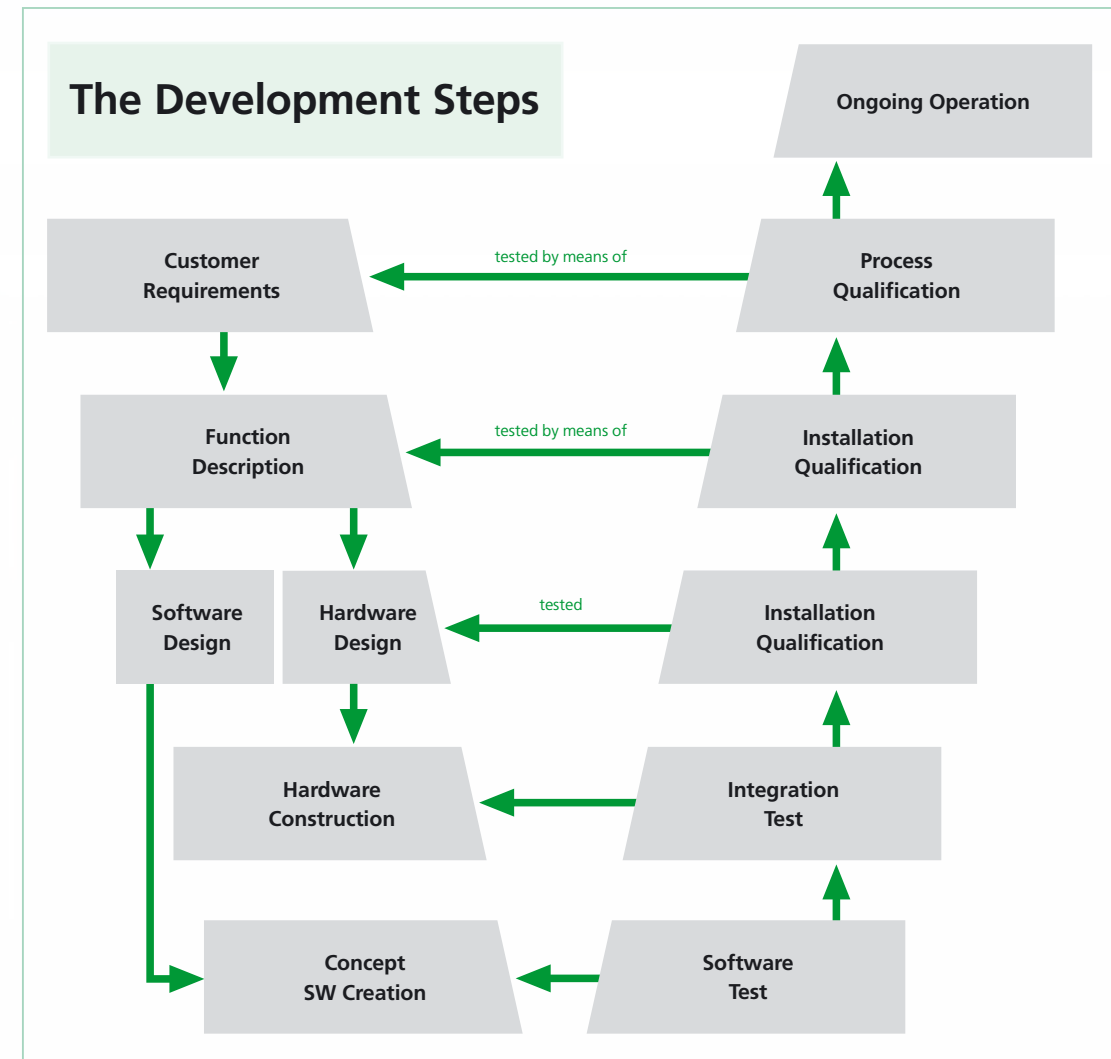 The Development Steps
Ongoing Operation
Customer
Requirements
tested by means of
Process
Qualification
Function
Description
tested by means of
Installation
Qualification
Software
Design
Hardware
Design
tested
Installation
Qualification
Hardware
Construction
Integration
Test
Concept
SW Creation
Software
Test